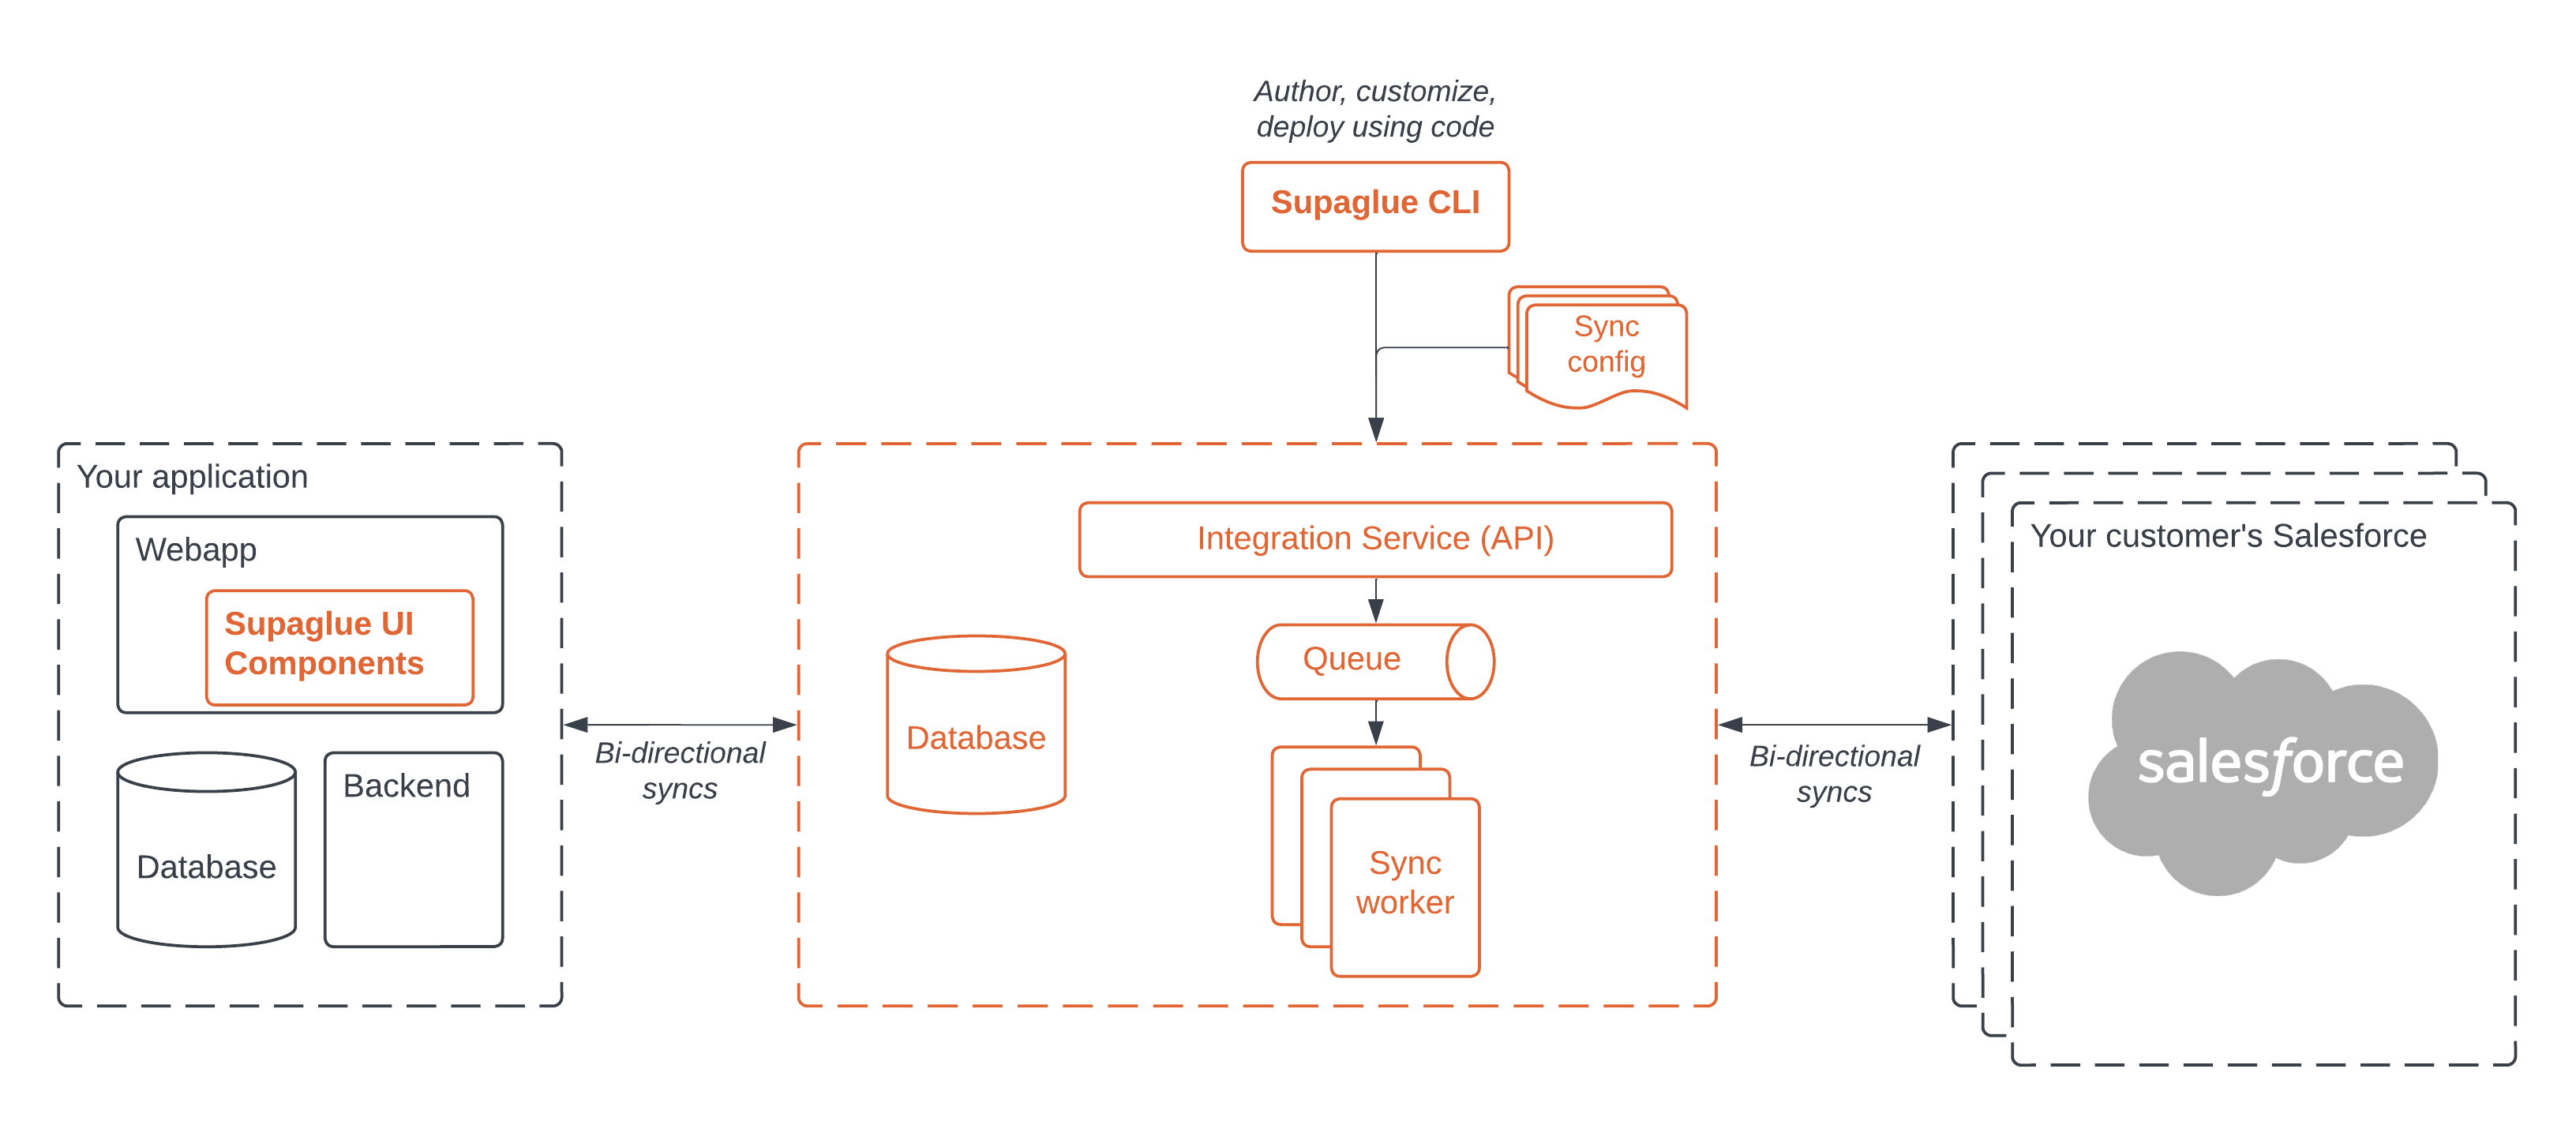 Author, customize,
deploy using code
Supaglue CLI
Sync
config
Your application
Webapp
Supaglue UI
Components
Database
Backend
Bi-directional
syncs
Integration Service (API)
Queue
Database
Sync
worker
Bi-directional
syncs
Your customer's Salesforce
salesforce